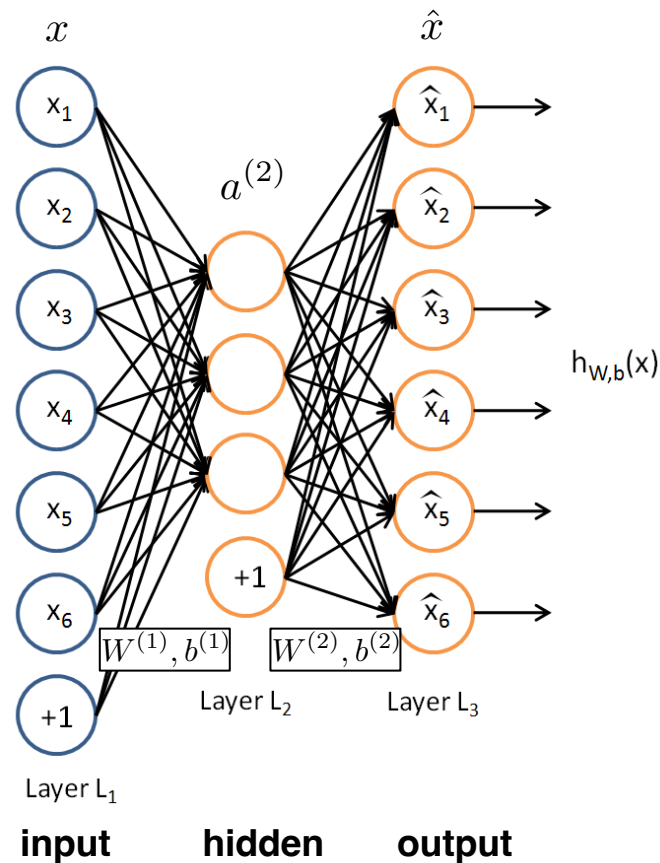 x
x̂
x₁
x₂
x₃
x₄
x₅
x₆
+1
a⁽²⁾
+1
x̂₁
x̂₂
x̂₃
x̂₄
x̂₅
x̂₆
h_W,b(x)
W⁽¹⁾, b⁽¹⁾
W⁽²⁾, b⁽²⁾
Layer L₁
Layer L₂
Layer L₃
input
hidden
output